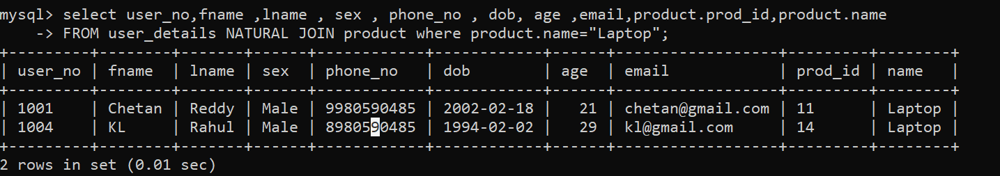 mysql> select user_no,fname ,lname , sex , phone_no , dob, age ,email,product.prod_id,product.name
    -> FROM user_details NATURAL JOIN product where product.name="Laptop";
+---------+--------+-------+------+------------+------------+------+------------------+---------+--------+
| user_no | fname  | lname | sex  | phone_no   | dob        | age  | email            | prod_id | name   |
+---------+--------+-------+------+------------+------------+------+------------------+---------+--------+
| 1001    | Chetan | Reddy | Male | 9980590485 | 2002-02-18 |   21 | chetan@gmail.com | 11      | Laptop |
| 1004    | KL     | Rahul | Male | 8980590485 | 1994-02-02 |   29 | kl@gmail.com     | 14      | Laptop |
+---------+--------+-------+------+------------+------------+------+------------------+---------+--------+
2 rows in set (0.01 sec)